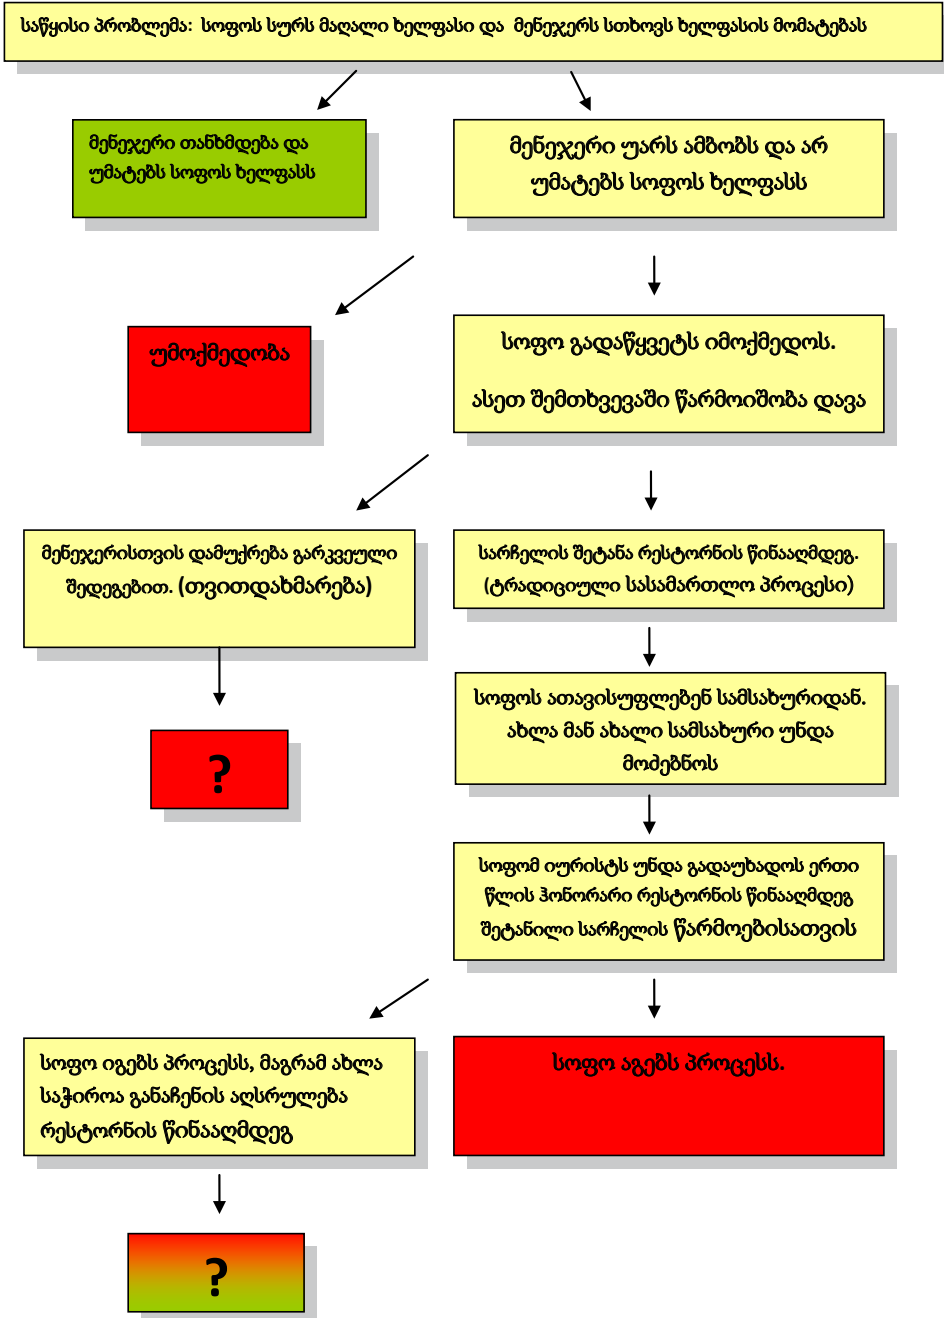 საწყისი პრობლემა:  სოფოს სურს მაღალი ხელფასი და  მენეჯერს სთხოვს ხელფასის მომატებას
მენეჯერი თანხმდება და
უმატებს სოფოს ხელფასს
მენეჯერი უარს ამბობს და არ
უმატებს სოფოს ხელფასს
უმოქმედობა
სოფო გადაწყვეტს იმოქმედოს.
ასეთ შემთხვევაში წარმოიშობა დავა
მენეჯერისთვის დამუქრება გარკვეული
შედეგებით. (თვითდახმარება)
სარჩელის შეტანა რესტორნის წინააღმდეგ.
(ტრადიციული სასამართლო პროცესი)
?
სოფოს ათავისუფლებენ სამსახურიდან.
ახლა მან ახალი სამსახური უნდა
მოძებნოს
სოფომ იურისტს უნდა გადაუხადოს ერთი
წლის ჰონორარი რესტორნის წინააღმდეგ
შეტანილი სარჩელის წარმოებისათვის
სოფო იგებს პროცესს, მაგრამ ახლა
საჭიროა განაჩენის აღსრულება
რესტორნის წინააღმდეგ
სოფო აგებს პროცესს.
?